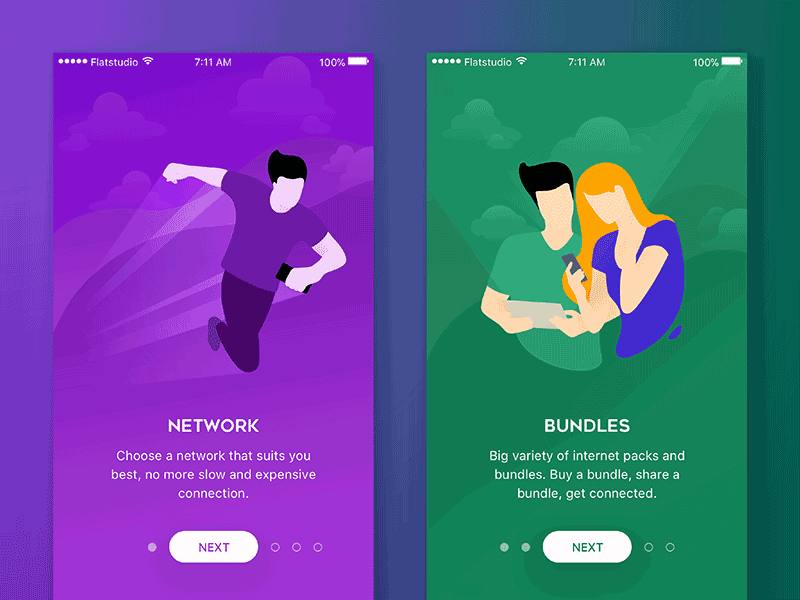 Flatstudio 7:11 AM 100%
NETWORK
Choose a network that suits you
best, no more slow and expensive
connection.
NEXT
Flatstudio 7:11 AM 100%
BUNDLES
Big variety of internet packs and
bundles. Buy a bundle, share a
bundle, get connected.
NEXT